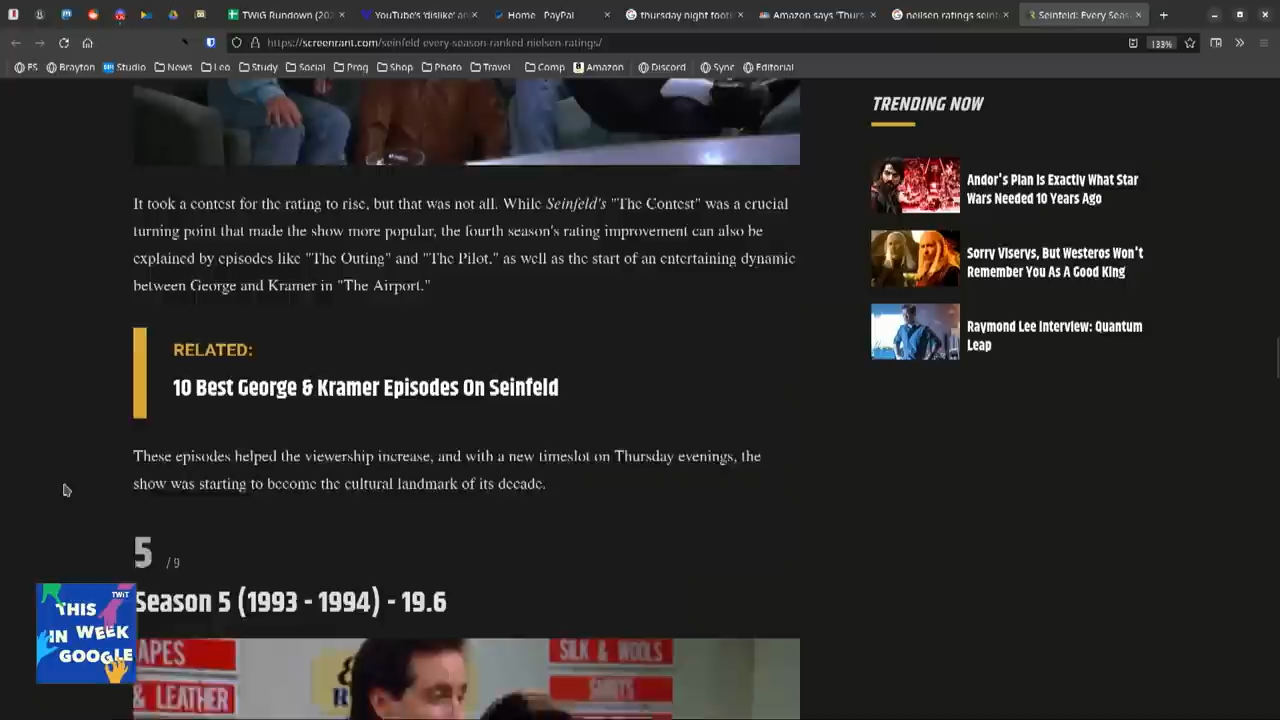 TWiG Rundown (202
YouTube's 'dislike' an
Home - PayPal
thursday night foot
Amazon says 'Thurs
neilsen ratings sein
Seinfeld: Every Seas
https://screenrant.com/seinfeld-every-season-ranked-nielsen-ratings/
133%
FS
Brayton
Studio
News
Leo
Study
Social
Prog
Shop
Photo
Travel
Comp
Amazon
Discord
Sync
Editorial
It took a contest for the rating to rise, but that was not all. While Seinfeld's "The Contest" was a crucial
turning point that made the show more popular, the fourth season's rating improvement can also be
explained by episodes like "The Outing" and "The Pilot," as well as the start of an entertaining dynamic
between George and Kramer in "The Airport."
RELATED:
10 Best George & Kramer Episodes On Seinfeld
These episodes helped the viewership increase, and with a new timeslot on Thursday evenings, the
show was starting to become the cultural landmark of its decade.
5 / 9
Season 5 (1993 - 1994) - 19.6
APES
& LEATHER
&
SILK & WOOLS
SHIRTS
TWiT
THIS
IN WEEK
GOOGLE
TRENDING NOW
Andor's Plan Is Exactly What Star
Wars Needed 10 Years Ago
Sorry Viserys, But Westeros Won't
Remember You As A Good King
Raymond Lee Interview: Quantum
Leap